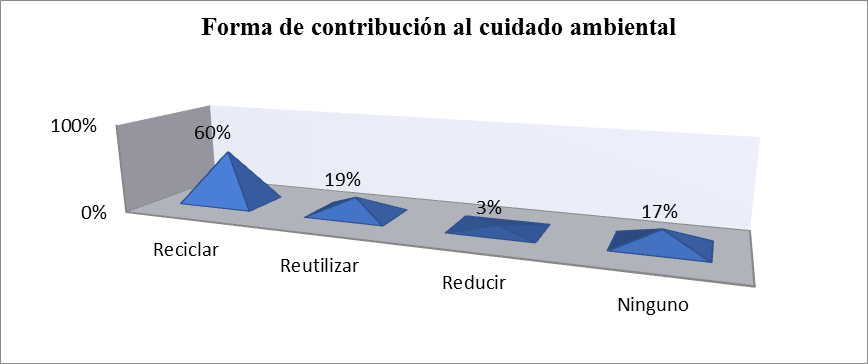 Forma de contribución al cuidado ambiental
100%
0%
60%
19%
3%
17%
Reciclar
Reutilizar
Reducir
Ninguno